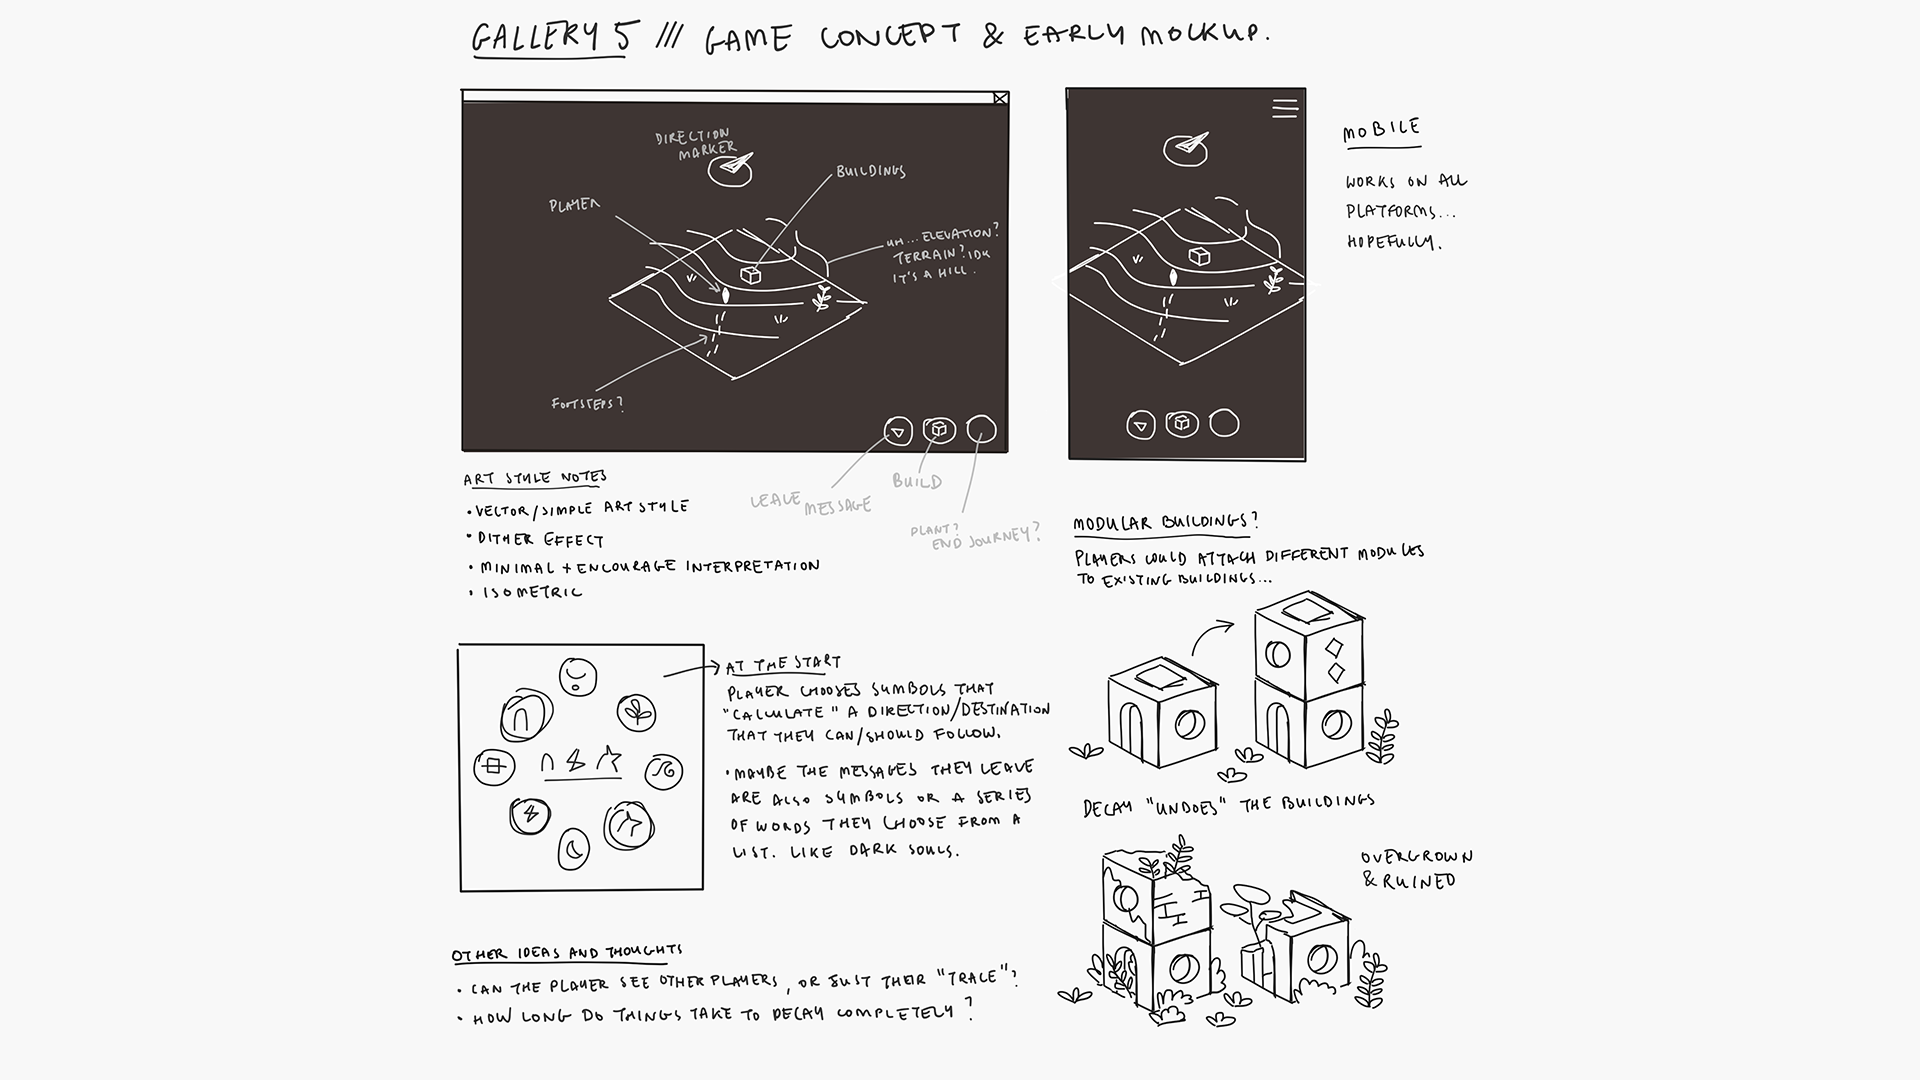 GALLERY 5 /// GAME CONCEPT & EARLY MOCKUP.
DIRECTION
MARKER
BUILDINGS
PLAYER
UH... ELEVATION?
TERRAIN? IDK
IT'S A HILL.
FOOTSTEPS?
LEAVE
MESSAGE
BUILD
PLANT?
END JOURNEY?
MOBILE
WORKS ON ALL
PLATFORMS...
HOPEFULLY.
ART STYLE NOTES
• VECTOR/SIMPLE ART STYLE
• DITHER EFFECT
• MINIMAL + ENCOURAGE INTERPRETATION
• ISOMETRIC
MODULAR BUILDINGS?
PLAYERS COULD ATTACH DIFFERENT MODULES
TO EXISTING BUILDINGS...
AT THE START
PLAYER CHOOSES SYMBOLS THAT
"CALCULATE" A DIRECTION/DESTINATION
THAT THEY CAN/SHOULD FOLLOW.
• MAYBE THE MESSAGES THEY LEAVE
ARE ALSO SYMBOLS OR A SERIES
OF WORDS THEY CHOOSE FROM A
LIST. LIKE DARK SOULS.
DECAY "UNDOES" THE BUILDINGS
OVERGROWN
& RUINED
OTHER IDEAS AND THOUGHTS
• CAN THE PLAYER SEE OTHER PLAYERS, OR JUST THEIR "TRACE"?
• HOW LONG DO THINGS TAKE TO DECAY COMPLETELY?